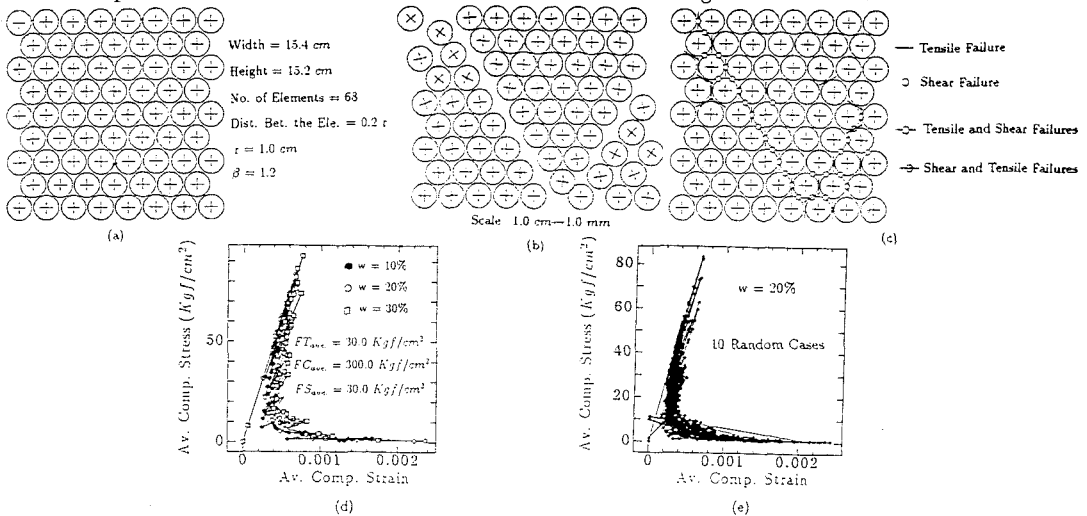 Width = 15.4 cm
Height = 15.2 cm
No. of Elements = 68
Dist. Bet. the Ele. = 0.2 r
r = 1.0 cm
β = 1.2
Tensile Failure
Shear Failure
Tensile and Shear Failures
Shear and Tensile Failures
Scale 1.0 cm—1.0 mm
(a)
(b)
(c)
Av. Comp. Stress (Kgf/cm²)
50
0
w = 10%
w = 20%
w = 30%
FT_ave. = 30.0 Kgf/cm²
FC_ave. = 300.0 Kgf/cm²
FS_ave. = 30.0 Kgf/cm²
0 0.001 0.002
Av. Comp. Strain
(d)
Av. Comp. Stress (Kgf/cm²)
80
60
40
20
10
0
w = 20%
10 Random Cases
0 0.001 0.002
Av. Comp. Strain
(e)